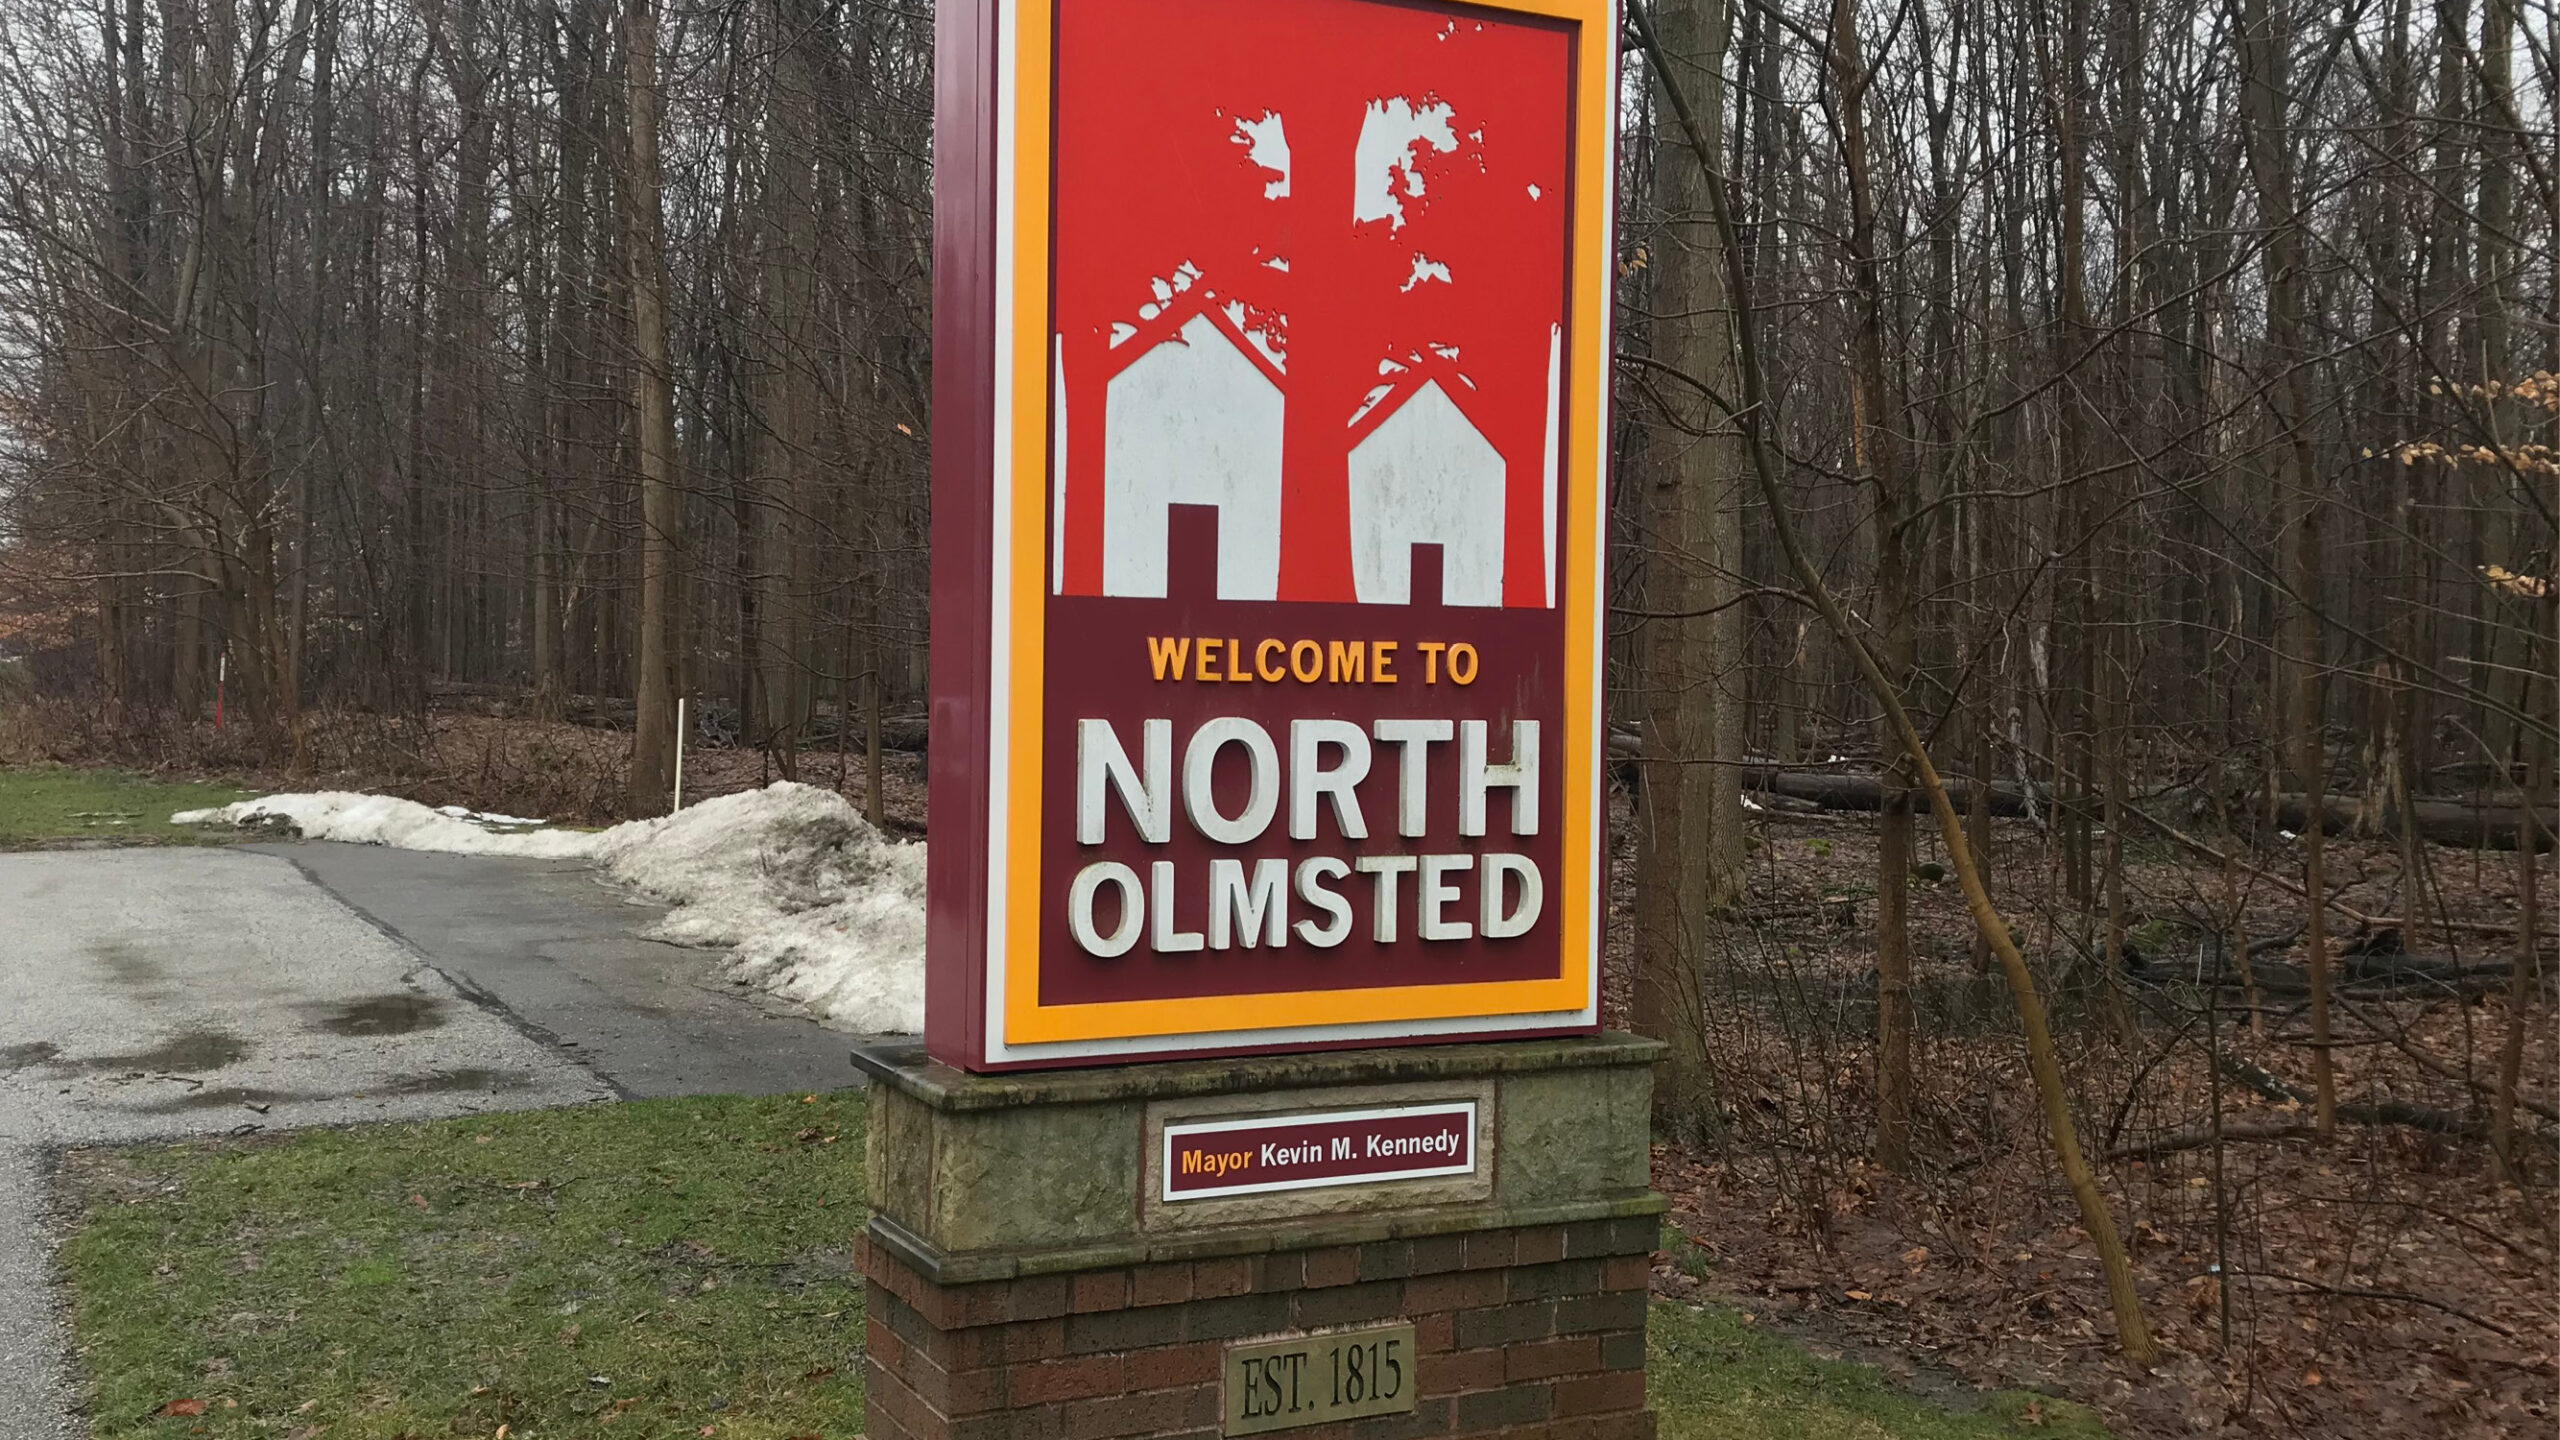 WELCOME TO
NORTH
OLMSTED
Mayor Kevin M. Kennedy
EST. 1815